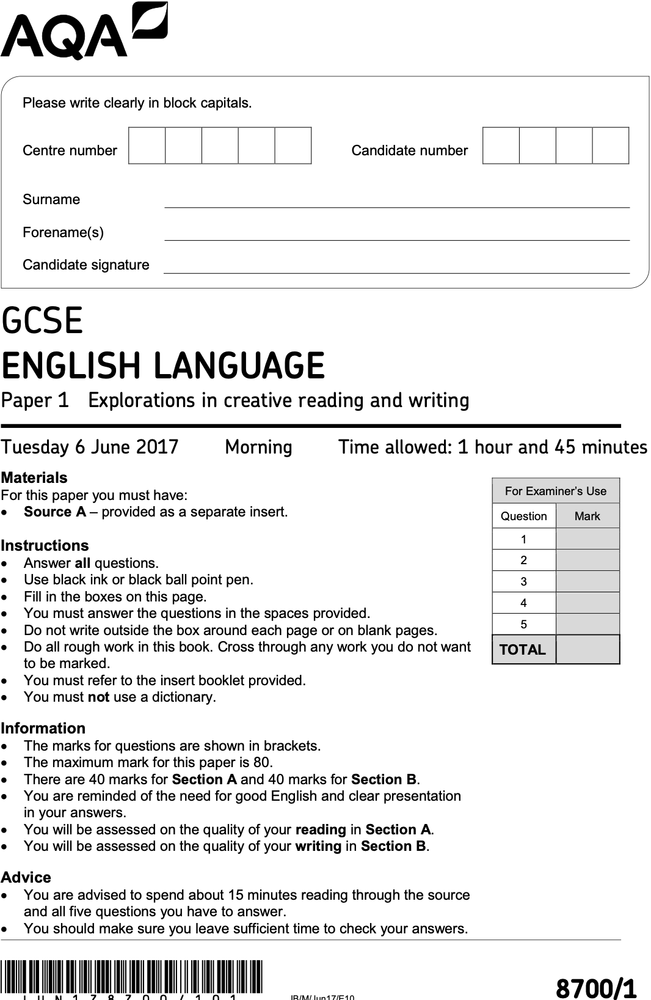 AQA
Please write clearly in block capitals.
Centre number
Candidate number
Surname
Forename(s)
Candidate signature
GCSE
ENGLISH LANGUAGE
Paper 1 Explorations in creative reading and writing
Tuesday 6 June 2017 Morning Time allowed: 1 hour and 45 minutes
Materials
For this paper you must have:
• Source A – provided as a separate insert.
Instructions
• Answer all questions.
• Use black ink or black ball point pen.
• Fill in the boxes on this page.
• You must answer the questions in the spaces provided.
• Do not write outside the box around each page or on blank pages.
• Do all rough work in this book. Cross through any work you do not want
to be marked.
• You must refer to the insert booklet provided.
• You must not use a dictionary.
Information
• The marks for questions are shown in brackets.
• The maximum mark for this paper is 80.
• There are 40 marks for Section A and 40 marks for Section B.
• You are reminded of the need for good English and clear presentation
in your answers.
• You will be assessed on the quality of your reading in Section A.
• You will be assessed on the quality of your writing in Section B.
Advice
• You are advised to spend about 15 minutes reading through the source
and all five questions you have to answer.
• You should make sure you leave sufficient time to check your answers.
For Examiner's Use
Question Mark
1
2
3
4
5
TOTAL
JUN178700/101
IB/M/Jun17/E10
8700/1